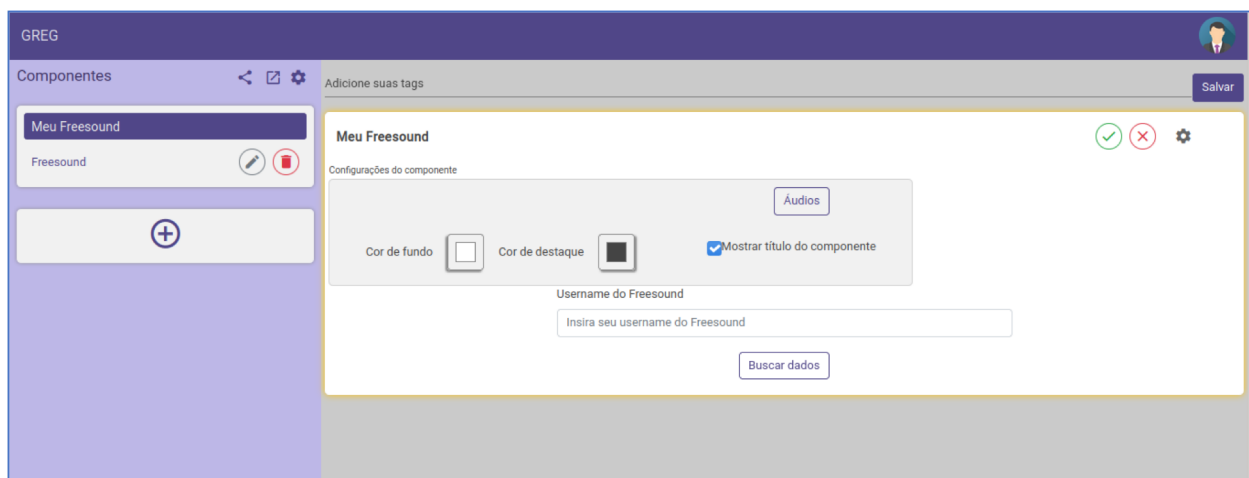 GREG
Componentes
Adicione suas tags
Salvar
Meu Freesound
Freesound
Meu Freesound
Configurações do componente
Áudios
Cor de fundo
Cor de destaque
Mostrar título do componente
Username do Freesound
Insira seu username do Freesound
Buscar dados